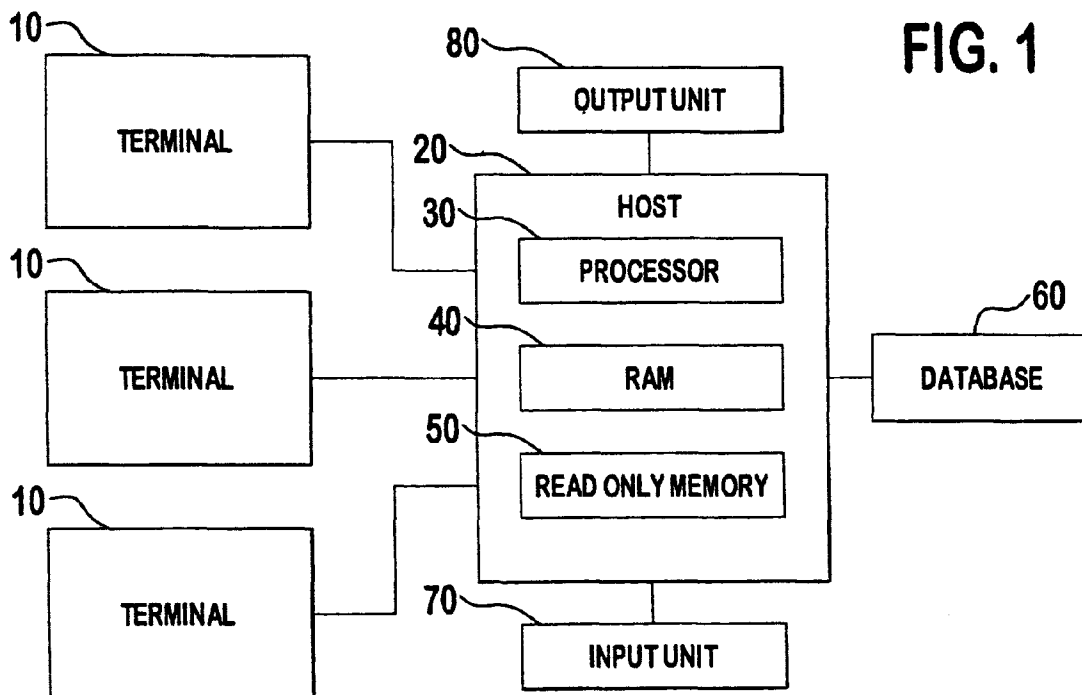 FIG. 1
10
TERMINAL
10
TERMINAL
10
TERMINAL
80
OUTPUT UNIT
20
HOST
30
PROCESSOR
40
RAM
50
READ ONLY MEMORY
60
DATABASE
70
INPUT UNIT